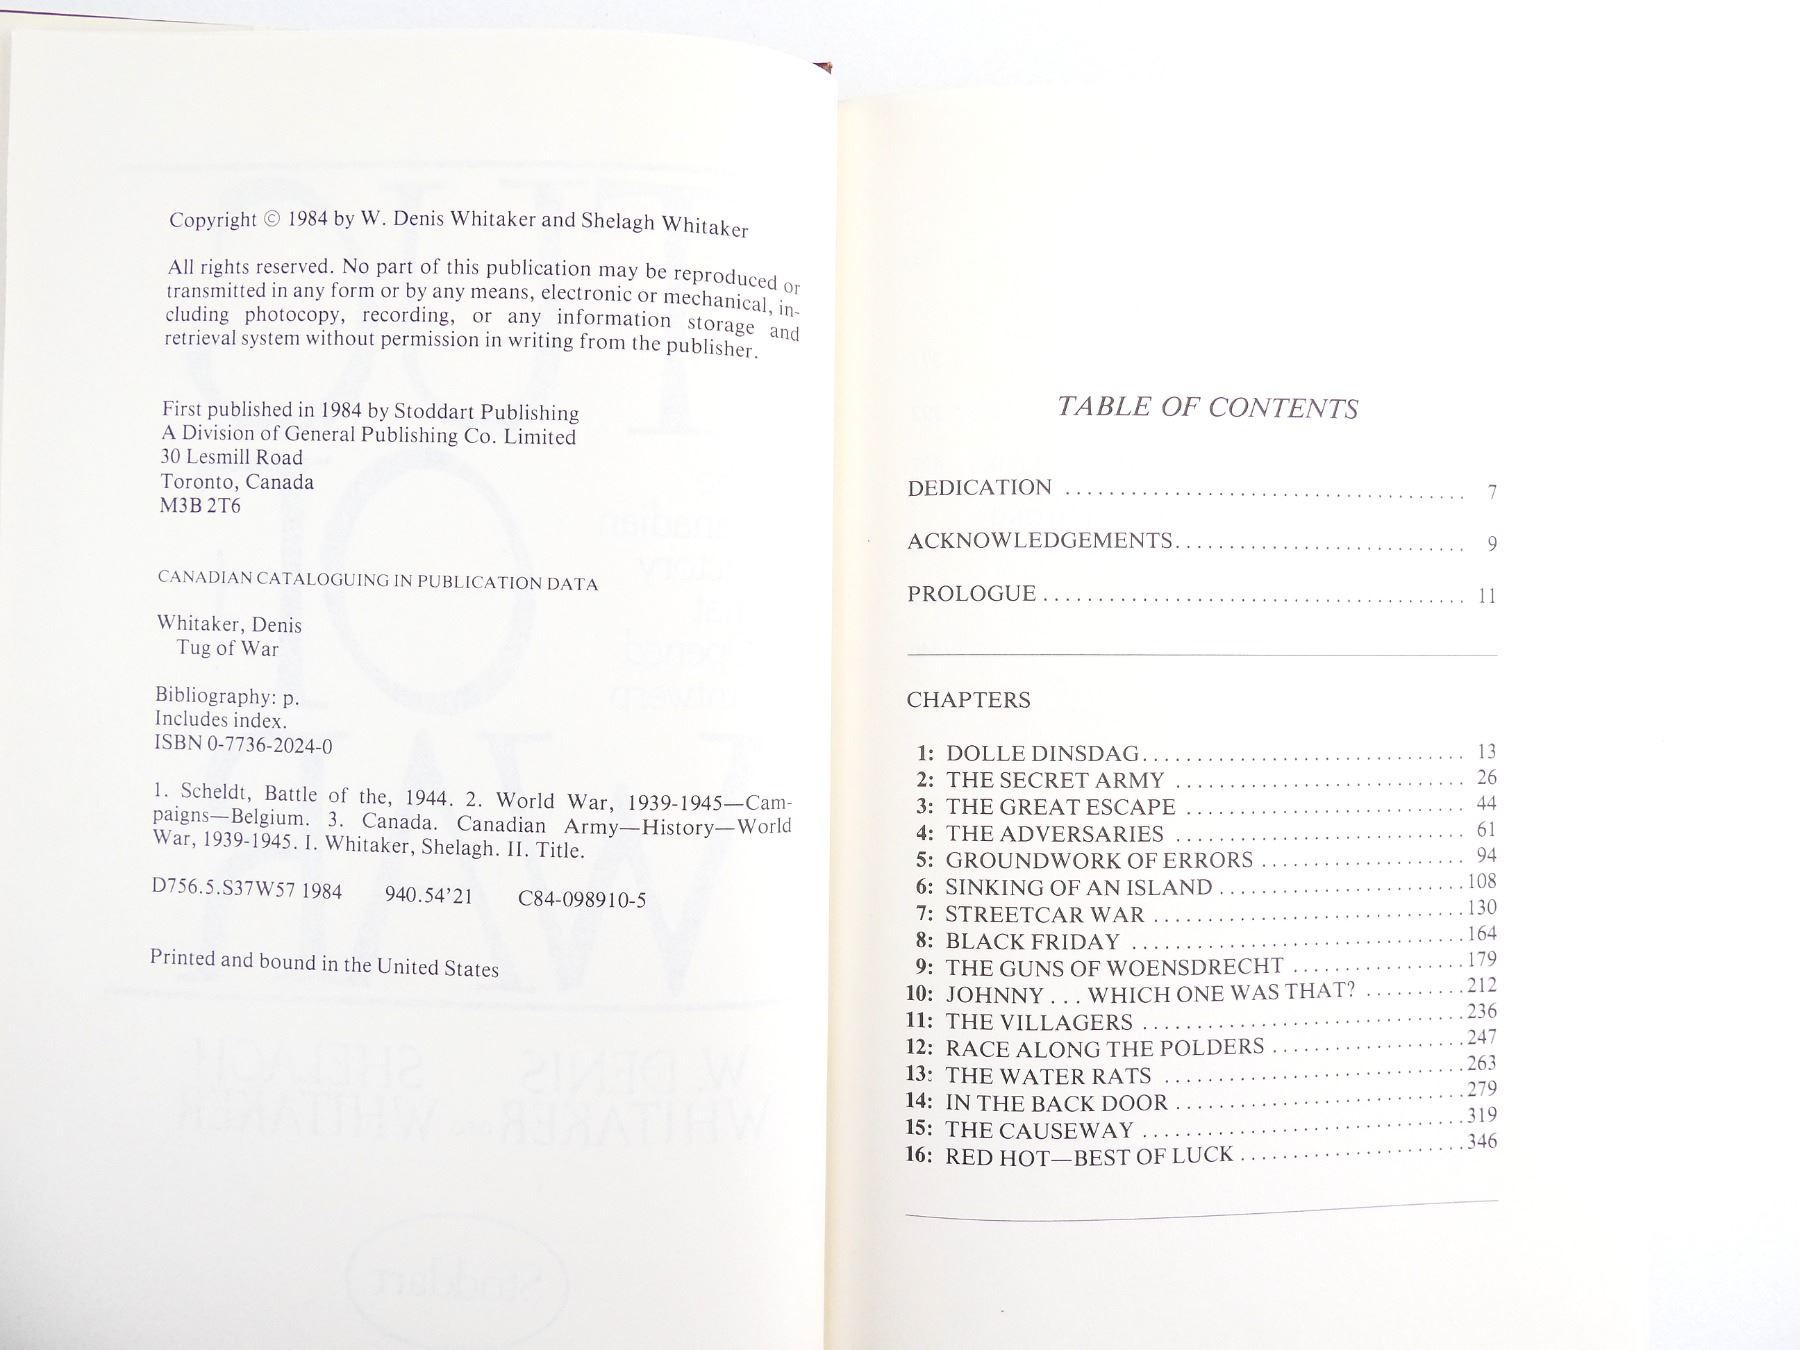 Copyright © 1984 by W. Denis Whitaker and Shelagh Whitaker
All rights reserved. No part of this publication may be reproduced or
transmitted in any form or by any means, electronic or mechanical, in-
cluding photocopy, recording, or any information storage and
retrieval system without permission in writing from the publisher.
First published in 1984 by Stoddart Publishing
A Division of General Publishing Co. Limited
30 Lesmill Road
Toronto, Canada
M3B 2T6
CANADIAN CATALOGUING IN PUBLICATION DATA
Whitaker, Denis
Tug of War
Bibliography: p.
Includes index.
ISBN 0-7736-2024-0
1. Scheldt, Battle of the, 1944. 2. World War, 1939-1945—Cam-
paigns—Belgium. 3. Canada. Canadian Army—History—World
War, 1939-1945. I. Whitaker, Shelagh. II. Title.
D756.5.S37W57 1984 940.54'21 C84-098910-5
Printed and bound in the United States
TABLE OF CONTENTS
DEDICATION ..................................... 7
ACKNOWLEDGEMENTS........................... 9
PROLOGUE....................................... 11
CHAPTERS
1: DOLLE DINSDAG.............................. 13
2: THE SECRET ARMY ........................... 26
3: THE GREAT ESCAPE .......................... 44
4: THE ADVERSARIES ........................... 61
5: GROUNDWORK OF ERRORS ................... 94
6: SINKING OF AN ISLAND .......................108
7: STREETCAR WAR .............................130
8: BLACK FRIDAY ...............................164
9: THE GUNS OF WOENSDRECHT ................179
10: JOHNNY . . . WHICH ONE WAS THAT? ..........212
11: THE VILLAGERS ..............................236
12: RACE ALONG THE POLDERS ..................247
13: THE WATER RATS ............................263
14: IN THE BACK DOOR ...........................279
15: THE CAUSEWAY ..............................319
16: RED HOT—BEST OF LUCK .....................346